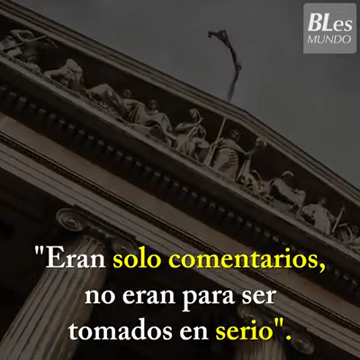 BLes
MUNDO
"Eran solo comentarios,
no eran para ser
tomados en serio".